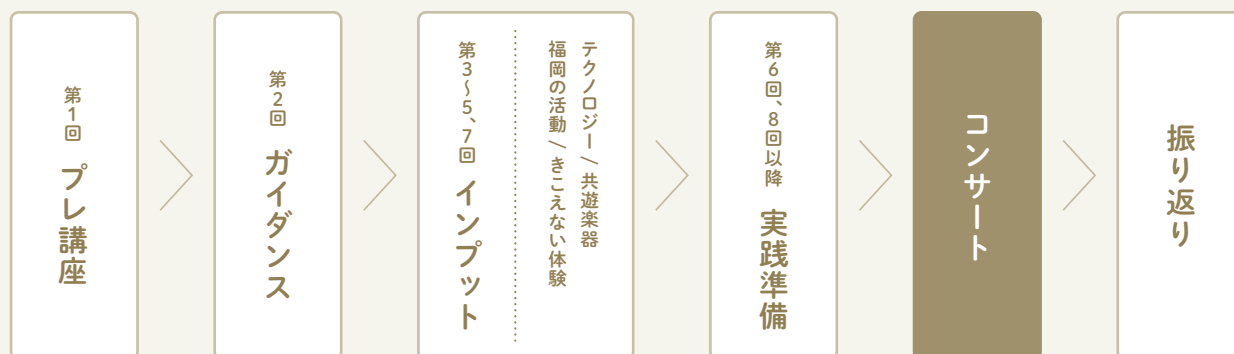 第1回 プレ講座
第2回 ガイダンス
第3〜5、7回 インプット
テクノロジー / 共遊楽器
福岡の活動 / きこえない体験
第6回、8回以降 実践準備
コンサート
振り返り